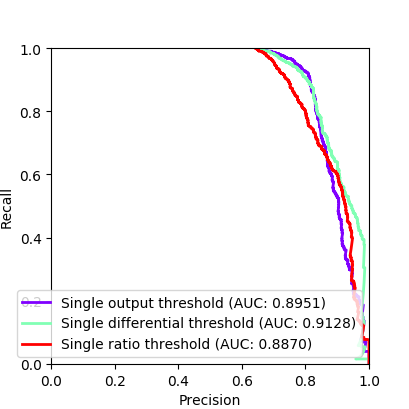 1.0
0.8
0.6
0.4
0.2
0.0
Recall
Single output threshold (AUC: 0.8951)
Single differential threshold (AUC: 0.9128)
Single ratio threshold (AUC: 0.8870)
0.0 0.2 0.4 0.6 0.8 1.0
Precision